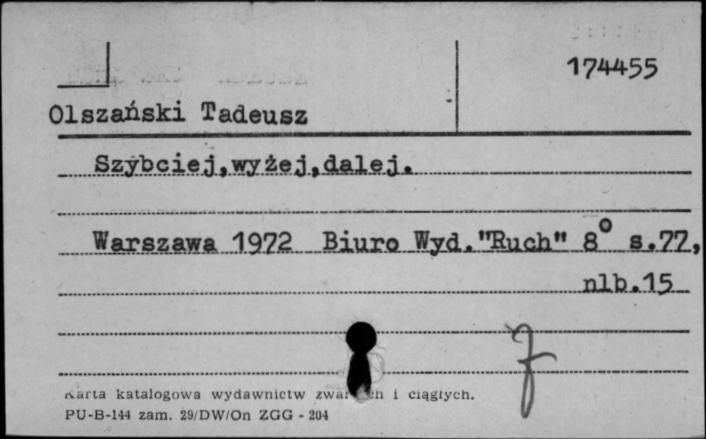 174455
Olszański Tadeusz
Szybciej,wyżej,dalej.
Warszawa 1972 Biuro Wyd."Ruch" 8° s.77,
nlb.15
Karta katalogowa wydawnictw i ciągłych.
PU-B-144 zam. 29/DW/On ZGG - 204